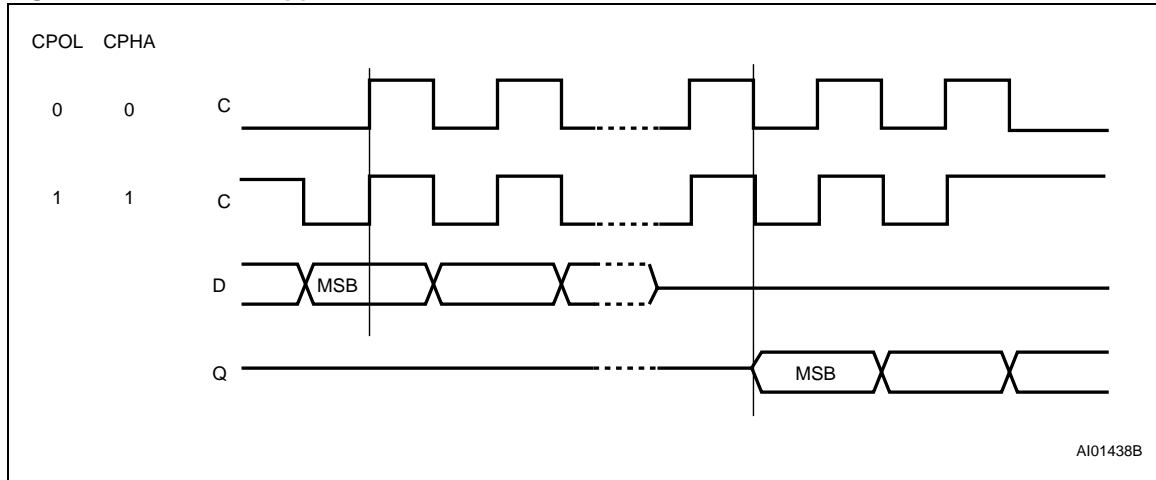 CPOL CPHA
0 0 C
1 1 C
D MSB
Q MSB
AI01438B